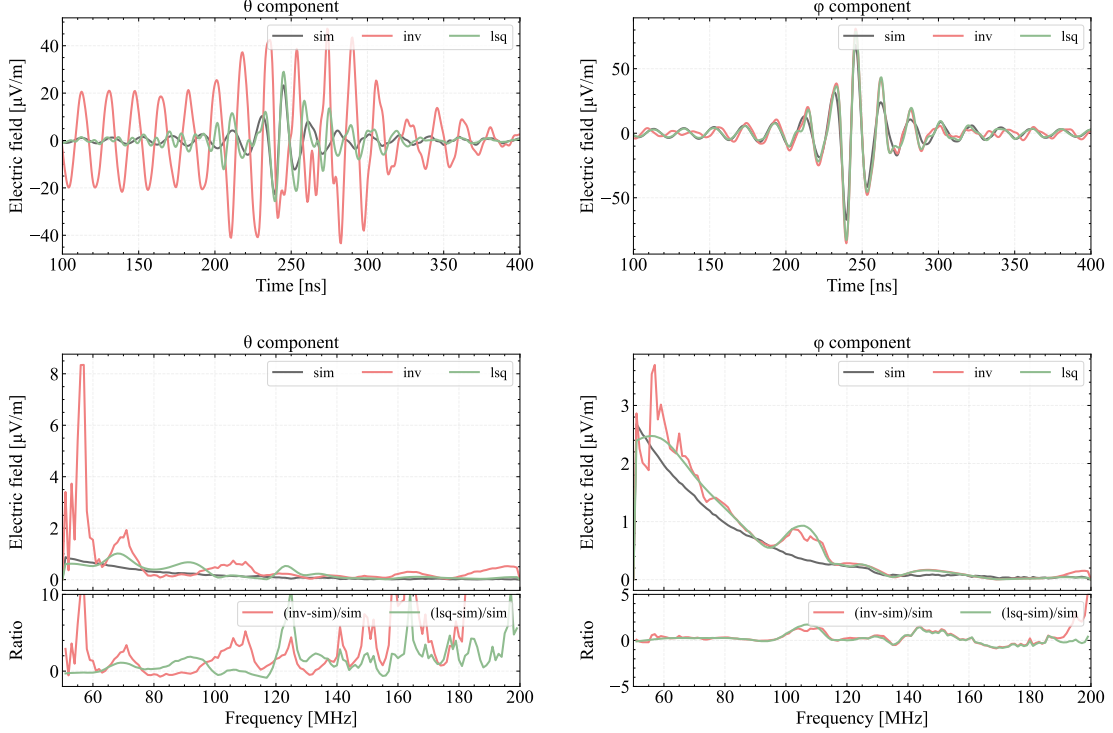 θ component
sim inv lsq
40
20
0
−20
−40
Electric field [μV/m]
100 150 200 250 300 350 400
Time [ns]
φ component
sim inv lsq
50
0
−50
Electric field [μV/m]
100 150 200 250 300 350 400
Time [ns]
θ component
sim inv lsq
8
6
4
2
0
Electric field [μV/m]
(inv-sim)/sim (lsq-sim)/sim
10
0
Ratio
60 80 100 120 140 160 180 200
Frequency [MHz]
φ component
sim inv lsq
3
2
1
0
Electric field [μV/m]
(inv-sim)/sim (lsq-sim)/sim
5
0
−5
Ratio
60 80 100 120 140 160 180 200
Frequency [MHz]